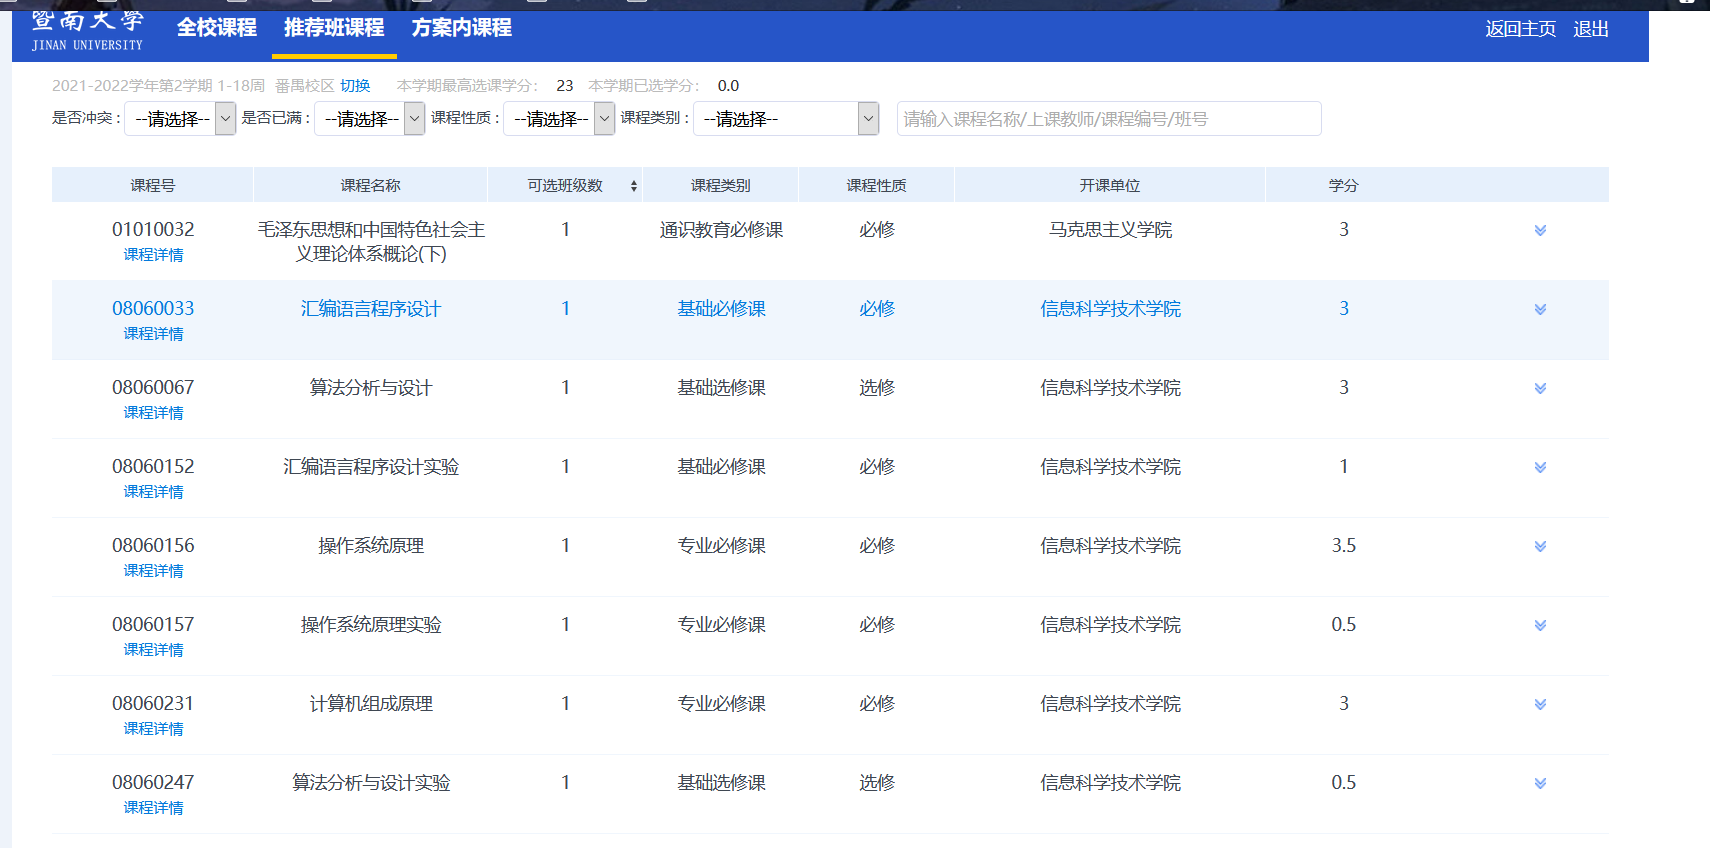 暨南大学
JINAN UNIVERSITY
全校课程 推荐班课程 方案内课程 返回主页 退出
2021-2022学年第2学期 1-18周 番禺校区 切换 本学期最高选课学分： 23 本学期已选学分： 0.0
是否冲突： --请选择-- 是否已满： --请选择-- 课程性质： --请选择-- 课程类别： --请选择-- 请输入课程名称/上课教师/课程编号/班号
课程号 课程名称 可选班级数 课程类别 课程性质 开课单位 学分
01010032 毛泽东思想和中国特色社会主 1 通识教育必修课 必修 马克思主义学院 3
课程详情 义理论体系概论(下)
08060033 汇编语言程序设计 1 基础必修课 必修 信息科学技术学院 3
课程详情
08060067 算法分析与设计 1 基础选修课 选修 信息科学技术学院 3
课程详情
08060152 汇编语言程序设计实验 1 基础必修课 必修 信息科学技术学院 1
课程详情
08060156 操作系统原理 1 专业必修课 必修 信息科学技术学院 3.5
课程详情
08060157 操作系统原理实验 1 专业必修课 必修 信息科学技术学院 0.5
课程详情
08060231 计算机组成原理 1 专业必修课 必修 信息科学技术学院 3
课程详情
08060247 算法分析与设计实验 1 基础选修课 选修 信息科学技术学院 0.5
课程详情